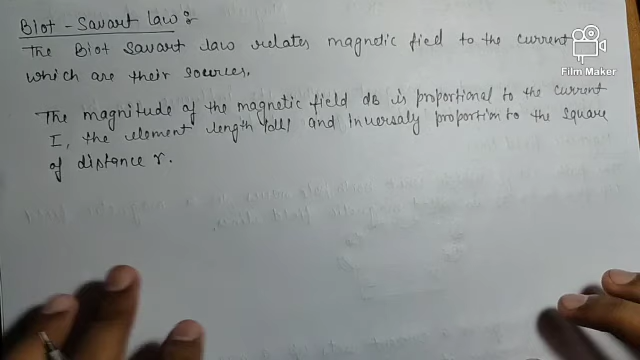 Biot - Savart law :
The Biot Savart law relates magnetic field to the current
which are their sources.
The magnitude of the magnetic field dB is proportional to the current
I, the element length |dl| and inversaly proportion to the square
of distance r.
Film Maker